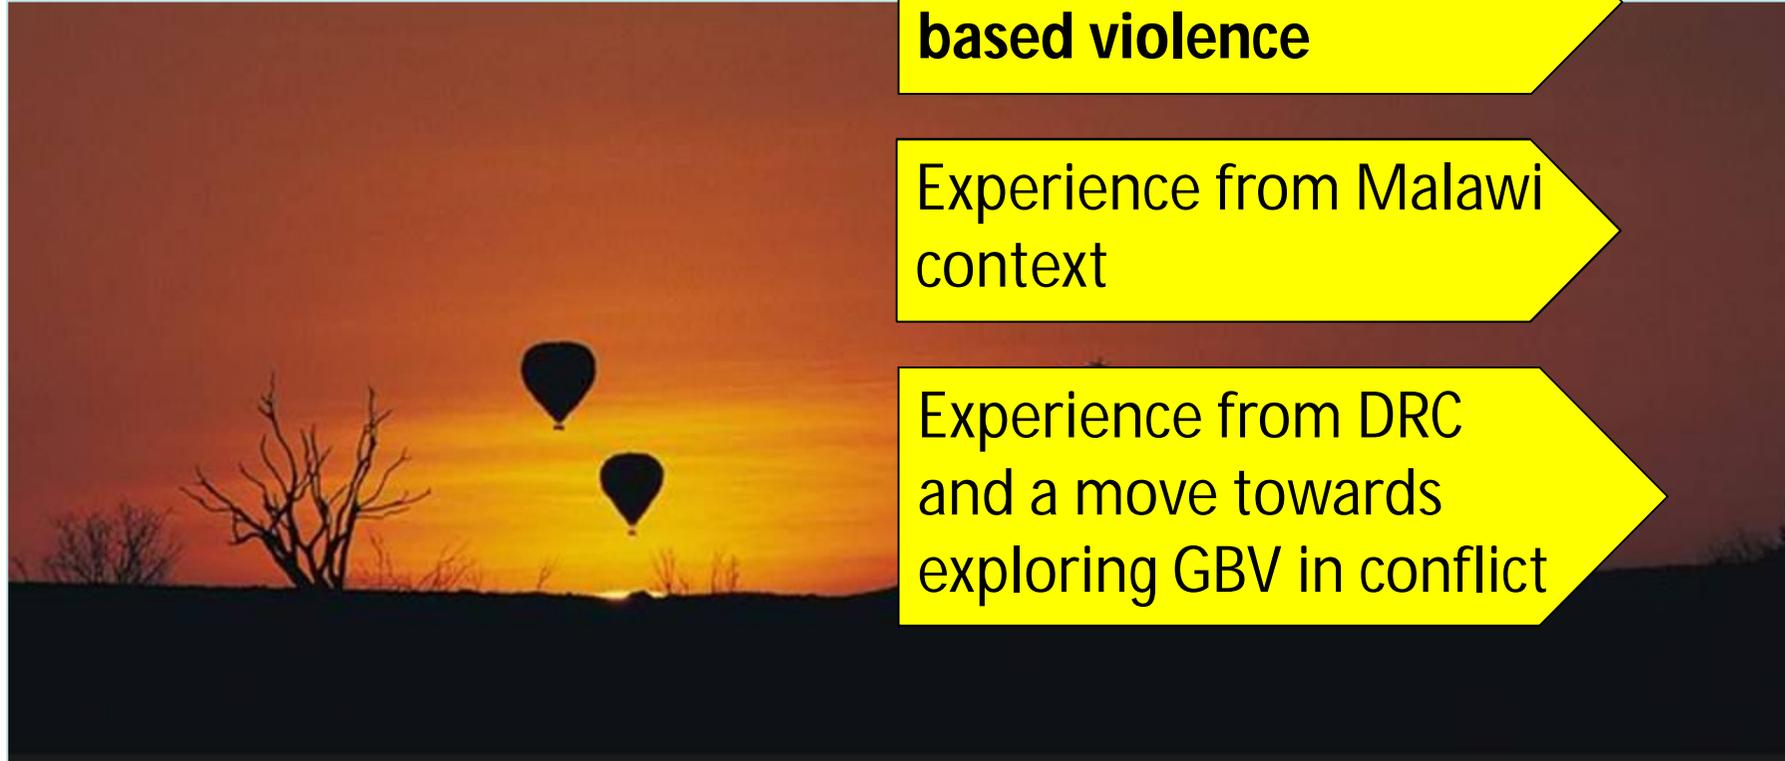 based violence
Experience from Malawi
context
Experience from DRC
and a move towards
exploring GBV in conflict